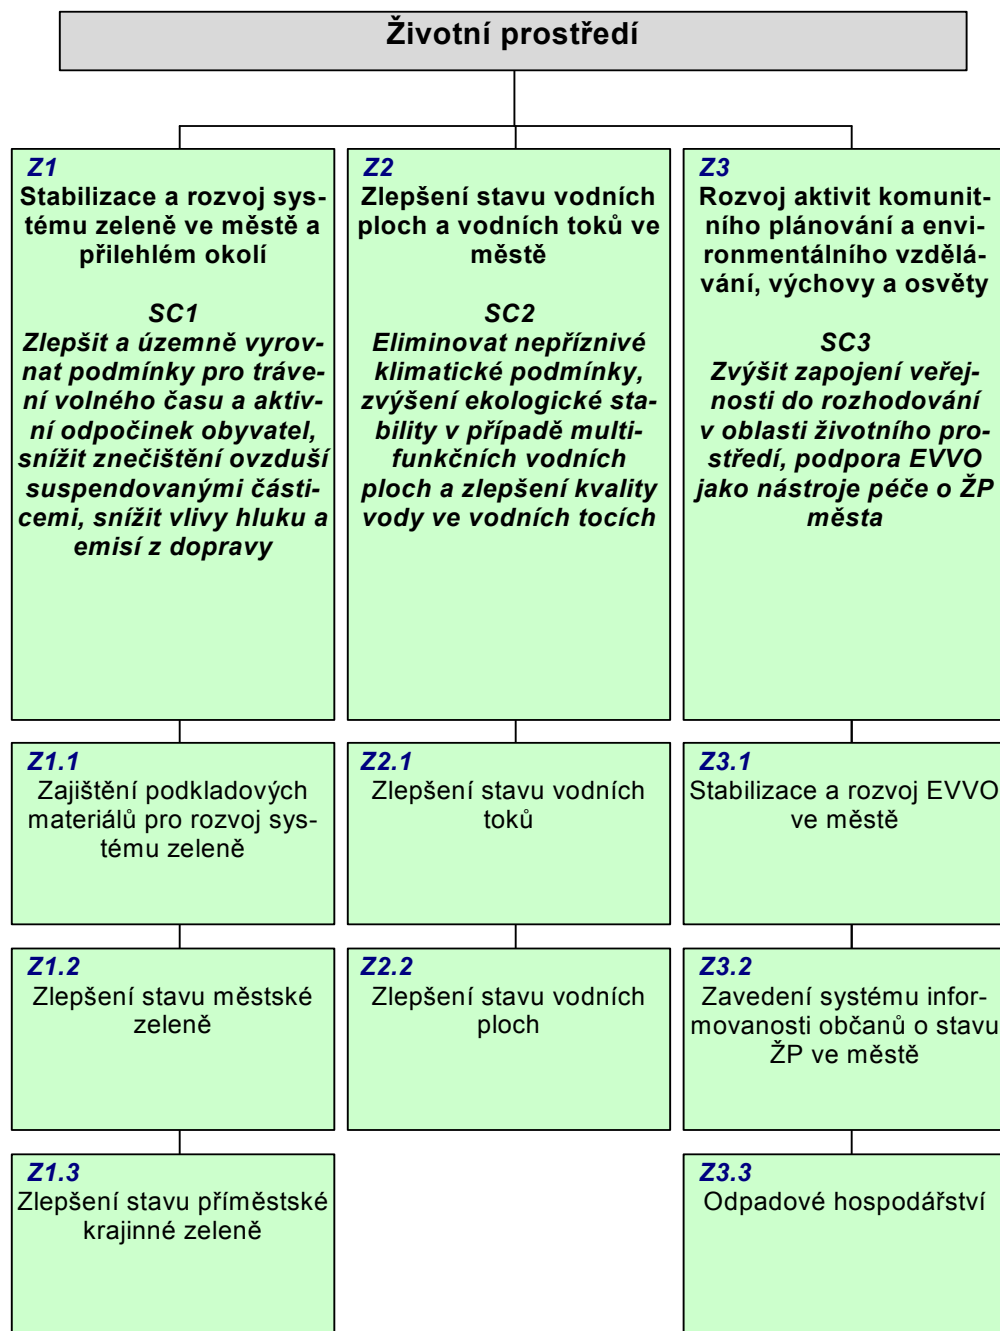 Životní prostředí
Z1
Stabilizace a rozvoj sys-
tému zeleně ve městě a
přilehlém okolí
SC1
Zlepšit a územně vyrov-
nat podmínky pro tráve-
ní volného času a aktiv-
ní odpočinek obyvatel,
snížit znečištění ovzduší
suspendovanými části-
cemi, snížit vlivy hluku a
emisí z dopravy
Z2
Zlepšení stavu vodních
ploch a vodních toků ve
městě
SC2
Eliminovat nepříznivé
klimatické podmínky,
zvýšení ekologické sta-
bility v případě multi-
funkčních vodních
ploch a zlepšení kvality
vody ve vodních tocích
Z3
Rozvoj aktivit komunit-
ního plánování a envi-
ronmentálního vzdělá-
vání, výchovy a osvěty
SC3
Zvýšit zapojení veřej-
nosti do rozhodování
v oblasti životního pro-
středí, podpora EVVO
jako nástroje péče o ŽP
města
Z1.1
Zajištění podkladových
materiálů pro rozvoj sys-
tému zeleně
Z2.1
Zlepšení stavu vodních
toků
Z3.1
Stabilizace a rozvoj EVVO
ve městě
Z1.2
Zlepšení stavu městské
zeleně
Z2.2
Zlepšení stavu vodních
ploch
Z3.2
Zavedení systému infor-
movanosti občanů o stavu
ŽP ve městě
Z1.3
Zlepšení stavu příměstské
krajinné zeleně
Z3.3
Odpadové hospodářství